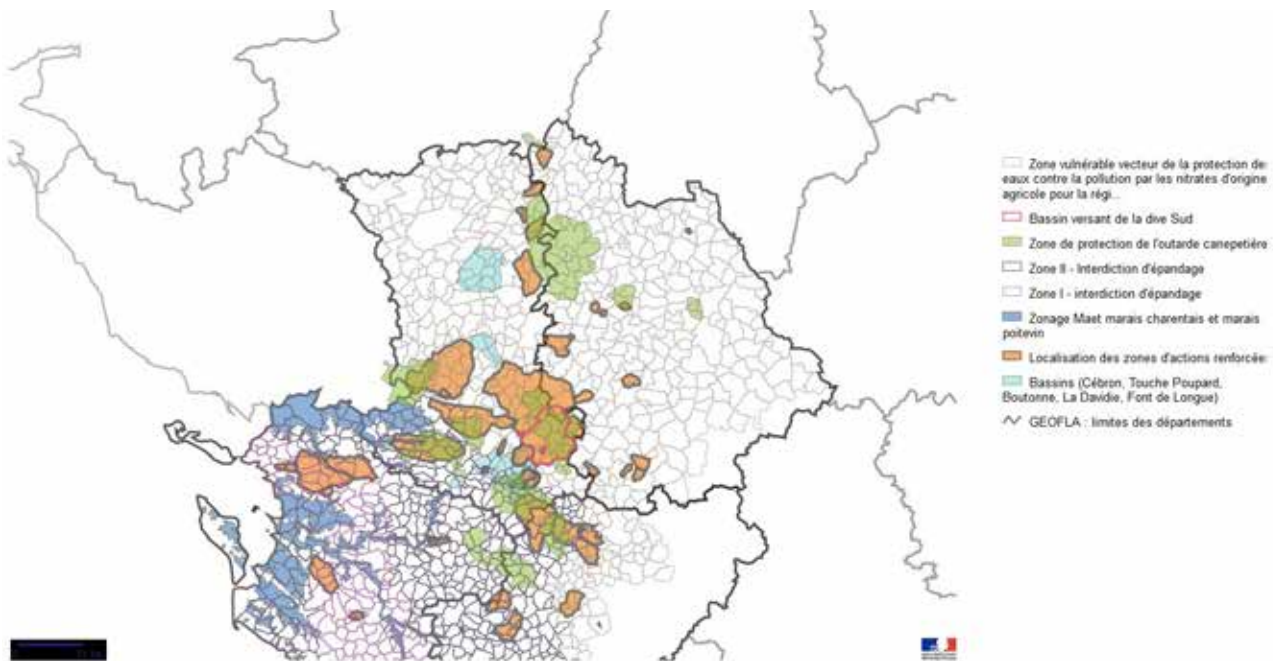 Zone vulnérable vecteur de la protection de
eaux contre la pollution par les nitrates d'origine
agricole pour la régi...
Bassin versant de la dive Sud
Zone de protection de l'outarde canepetière
Zone II - Interdiction d'épandage
Zone I - interdiction d'épandage
Zonage Maet marais charentais et marais
poitevin
Localisation des zones d'actions renforcée
Bassins (Cébron, Touche Poupard,
Boutonne, La Davidie, Font de Longue)
GEOFLA : limites des départements